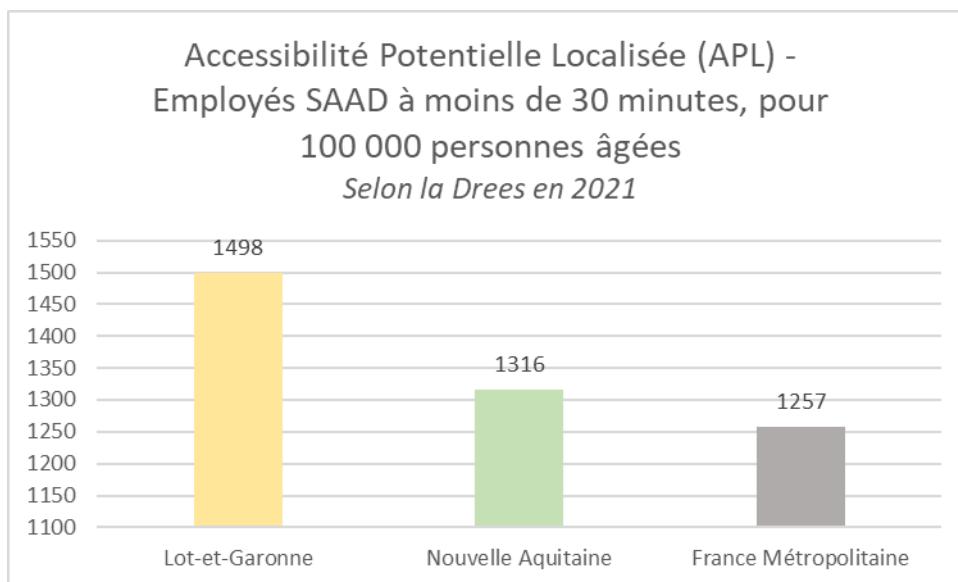 Accessibilité Potentielle Localisée (APL) -
Employés SAAD à moins de 30 minutes, pour
100 000 personnes âgées
Selon la Drees en 2021
1550
1500
1450
1400
1350
1300
1250
1200
1150
1100
1498
1316
1257
Lot-et-Garonne
Nouvelle Aquitaine
France Métropolitaine